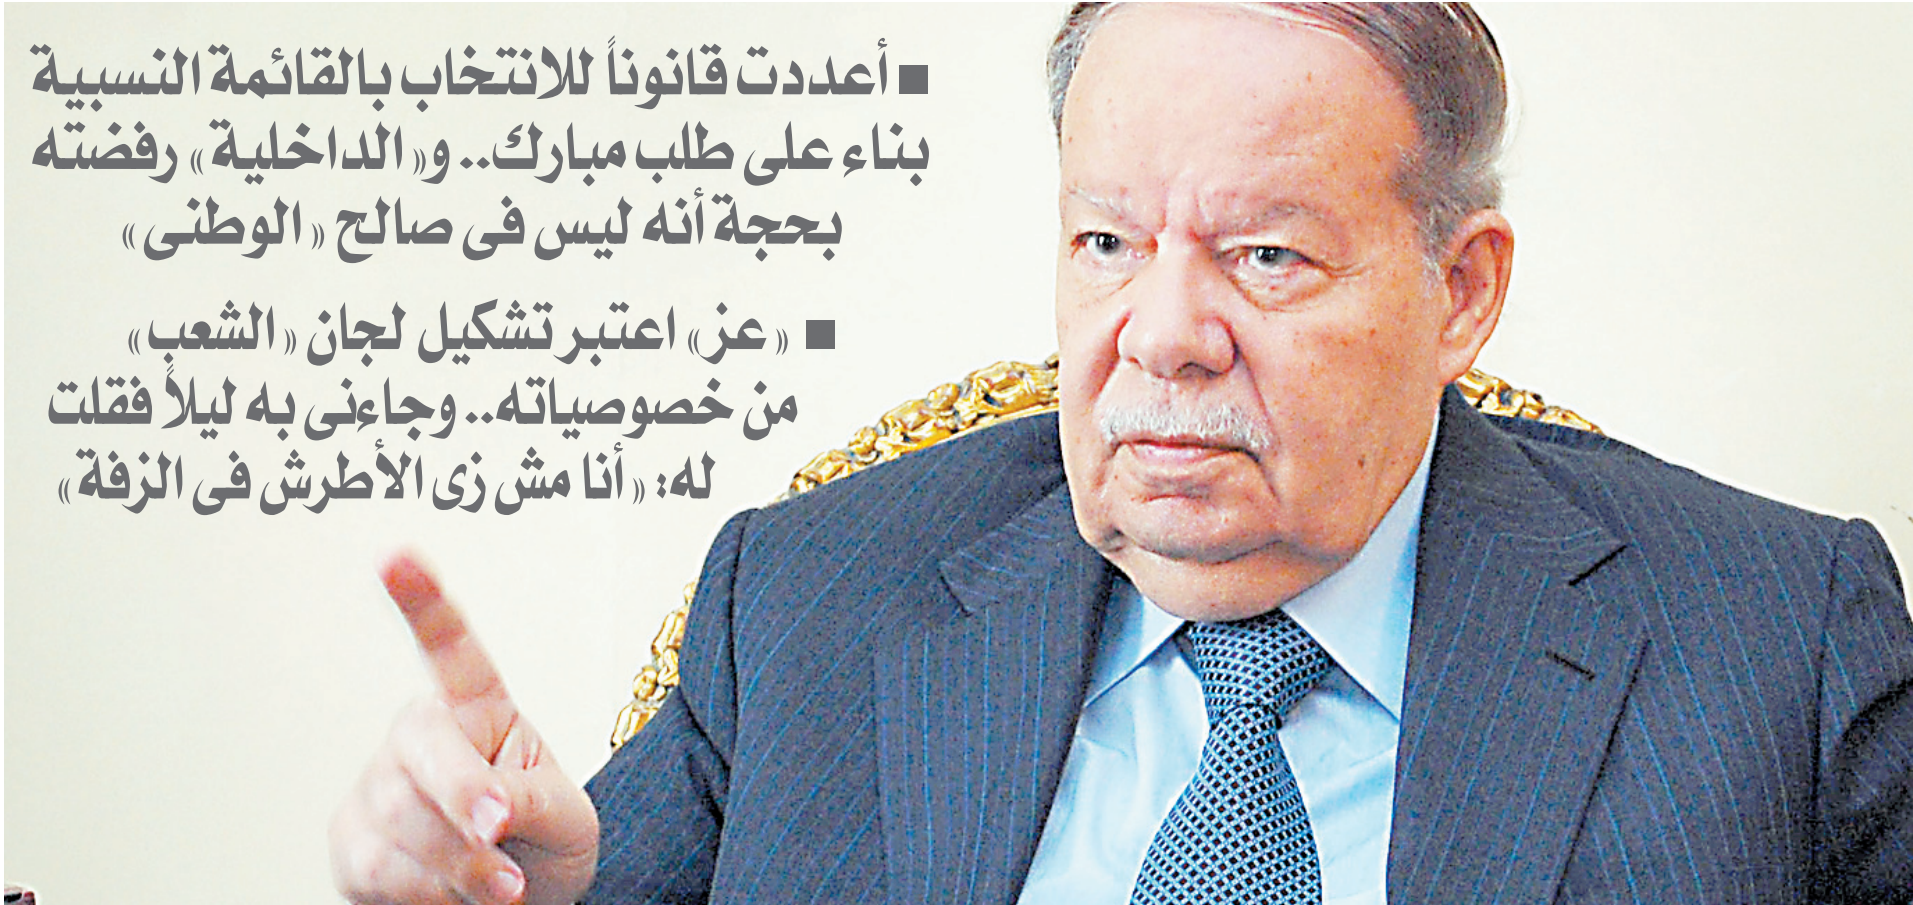 ■ أعددت قانوناً للانتخاب بالقائمة النسبية
بناء على طلب مبارك.. و«الداخلية» رفضته
بحجة أنه ليس فى صالح «الوطنى»
■ «عز» اعتبر تشكيل لجان «الشعب»
من خصوصياته.. وجاءنى به ليلاً فقلت
له: «أنا مش زى الأطرش فى الزفة»